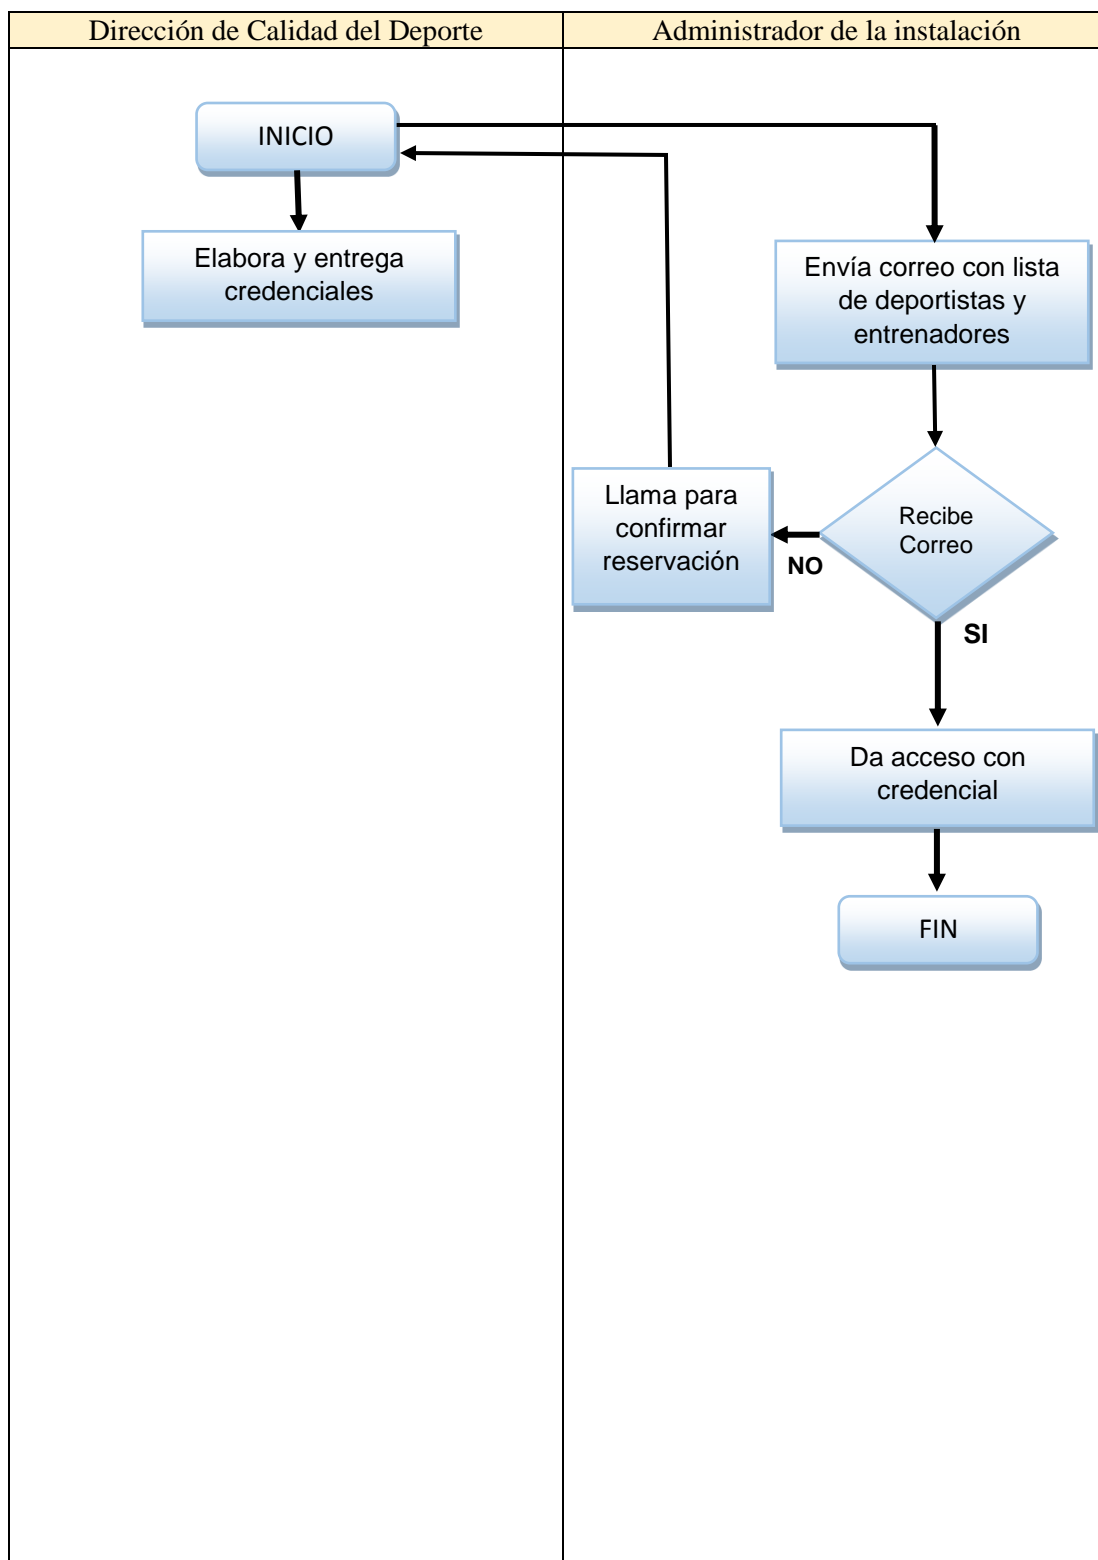 Dirección de Calidad del Deporte
Administrador de la instalación
INICIO
Elabora y entrega
credenciales
Envía correo con lista
de deportistas y
entrenadores
Recibe
Correo
NO
Llama para
confirmar
reservación
SI
Da acceso con
credencial
FIN